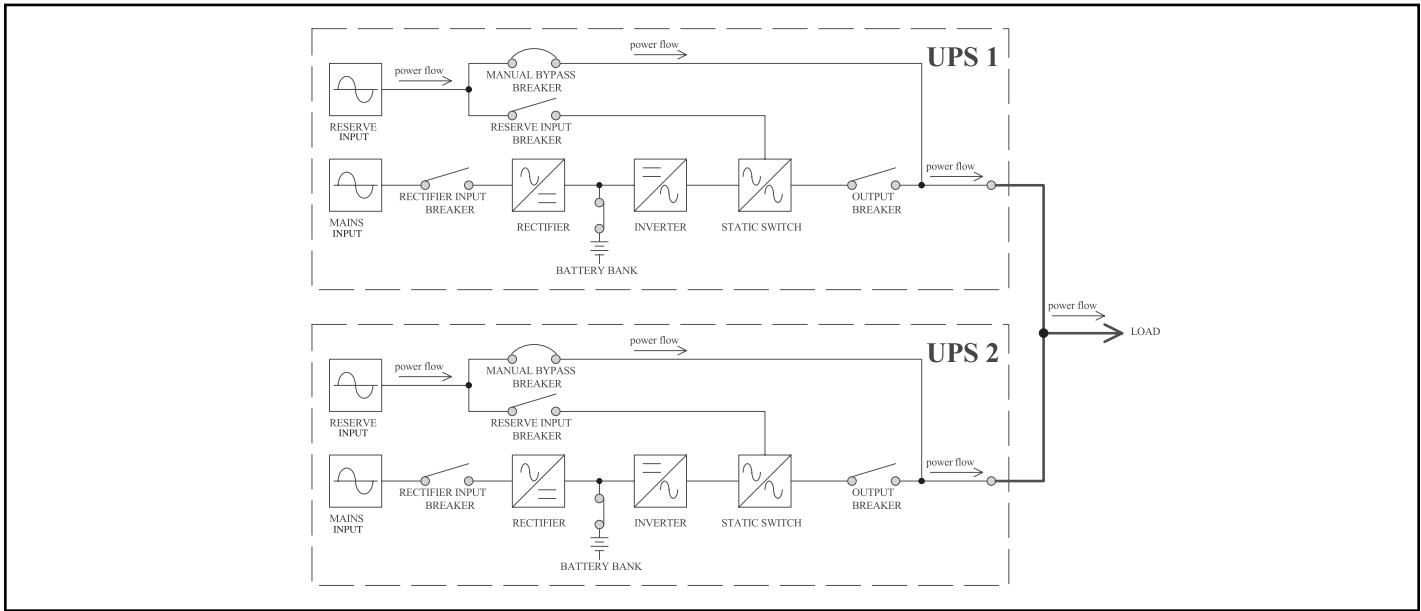 power flow
UPS 1
power flow
MANUAL BYPASS
BREAKER
RESERVE
INPUT
RESERVE INPUT
BREAKER
power flow
RECTIFIER INPUT
BREAKER
OUTPUT
BREAKER
MAINS
INPUT
RECTIFIER
INVERTER
STATIC SWITCH
BATTERY BANK
power flow
LOAD
power flow
UPS 2
power flow
MANUAL BYPASS
BREAKER
RESERVE
INPUT
RESERVE INPUT
BREAKER
power flow
RECTIFIER INPUT
BREAKER
OUTPUT
BREAKER
MAINS
INPUT
RECTIFIER
INVERTER
STATIC SWITCH
BATTERY BANK